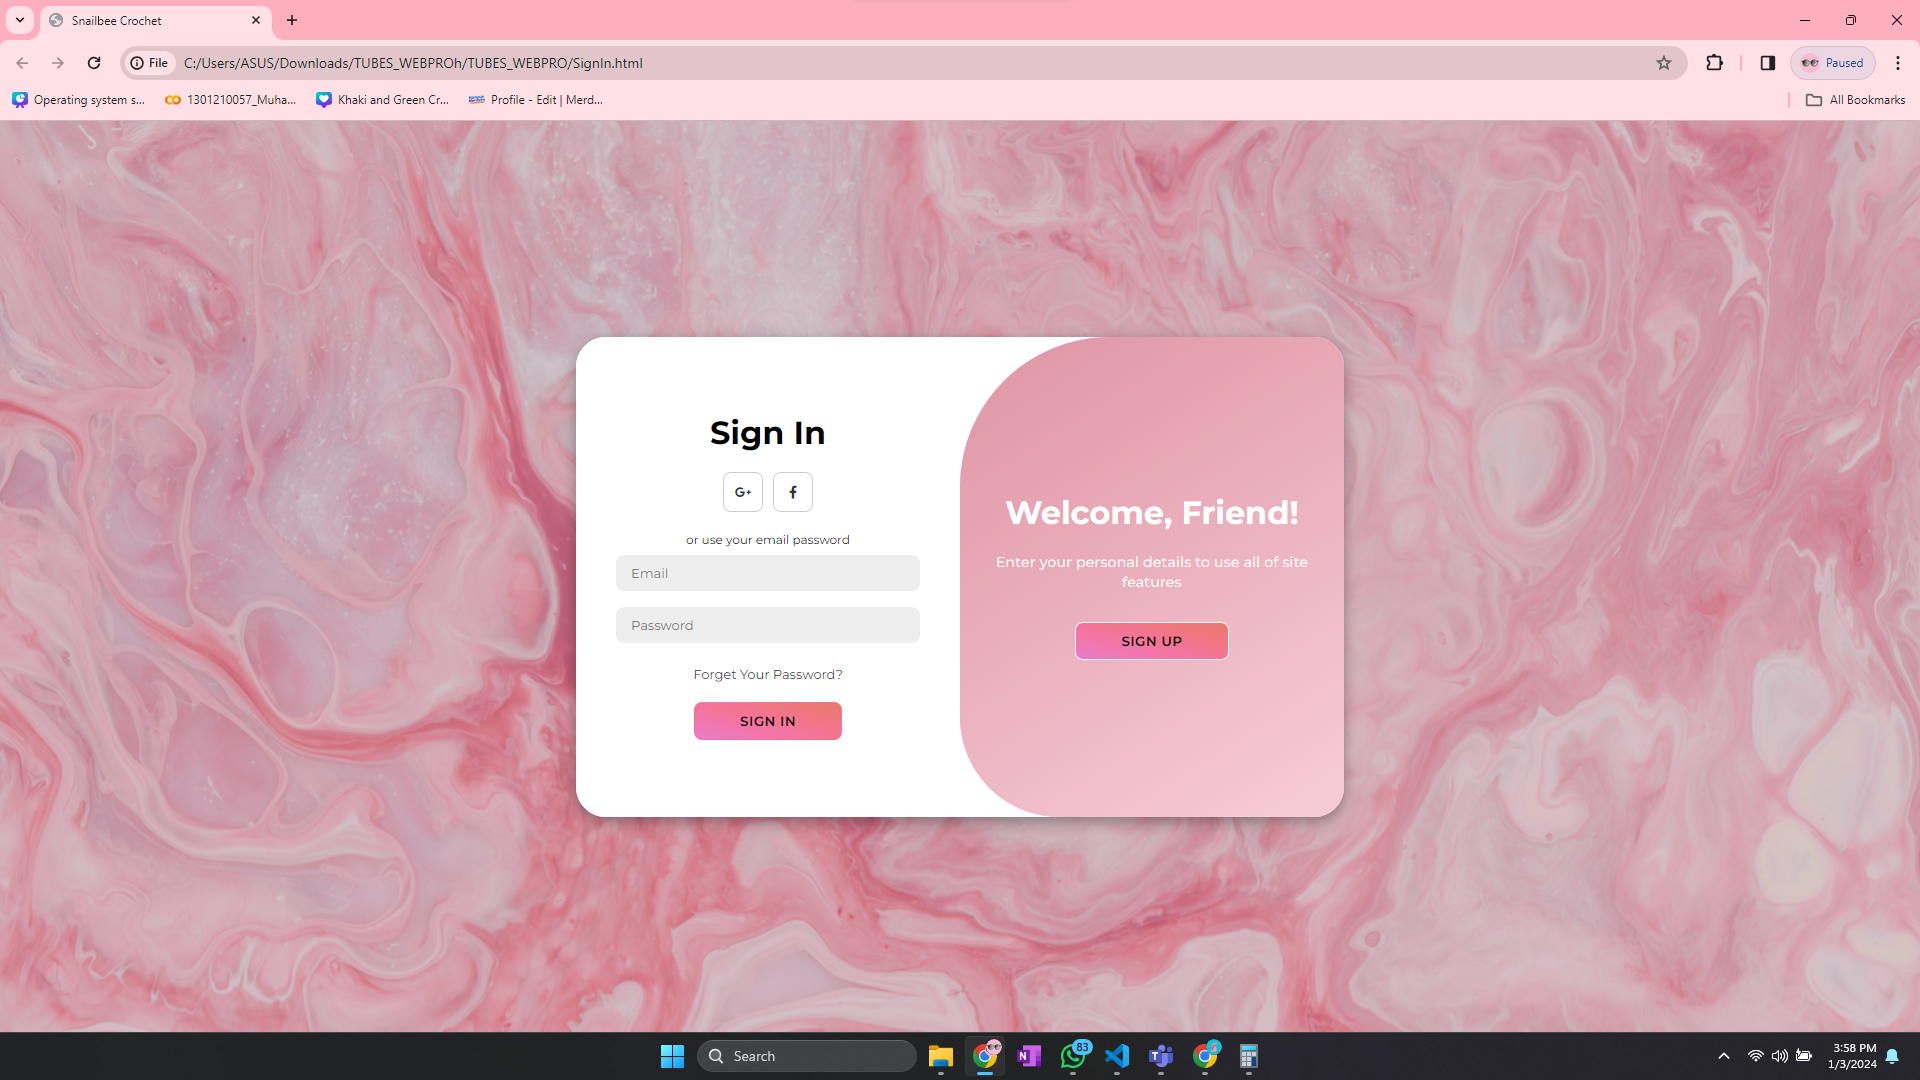 Snailbee Crochet
File
C:/Users/ASUS/Downloads/TUBES_WEBPROh/TUBES_WEBPRO/SignIn.html
Paused
Operating system s...
1301210057_Muha...
Khaki and Green Cr...
Profile - Edit | Merd...
All Bookmarks
Sign In
G+ f
or use your email password
Email
Password
Forget Your Password?
SIGN IN
Welcome, Friend!
Enter your personal details to use all of site
features
SIGN UP
Search
83
3:58 PM
1/3/2024